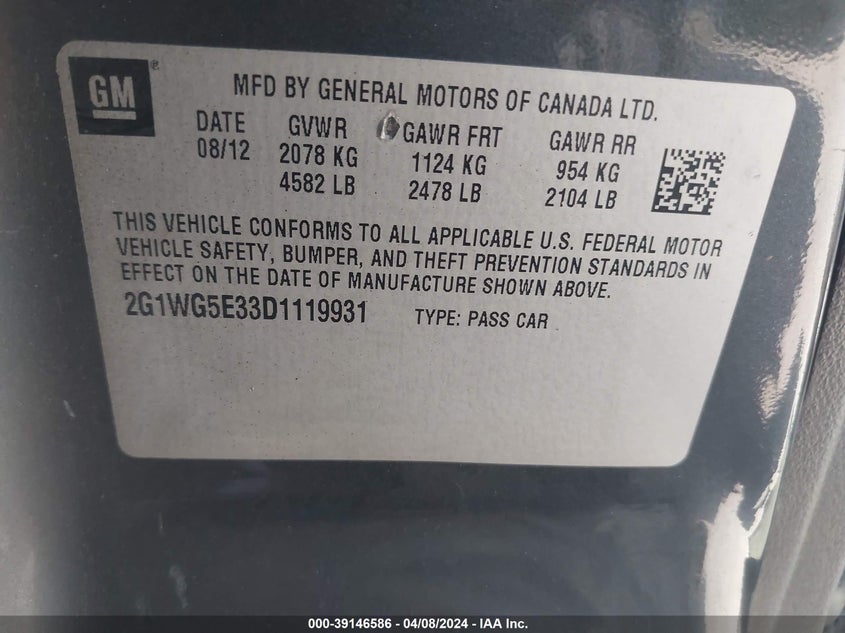 GM®
MFD BY GENERAL MOTORS OF CANADA LTD.
DATE GVWR GAWR FRT GAWR RR
08/12 2078 KG 1124 KG 954 KG
4582 LB 2478 LB 2104 LB
THIS VEHICLE CONFORMS TO ALL APPLICABLE U.S. FEDERAL MOTOR
VEHICLE SAFETY, BUMPER, AND THEFT PREVENTION STANDARDS IN
EFFECT ON THE DATE OF MANUFACTURE SHOWN ABOVE.
2G1WG5E33D1119931 TYPE: PASS CAR
000-39146586 - 04/08/2024 - IAA Inc.